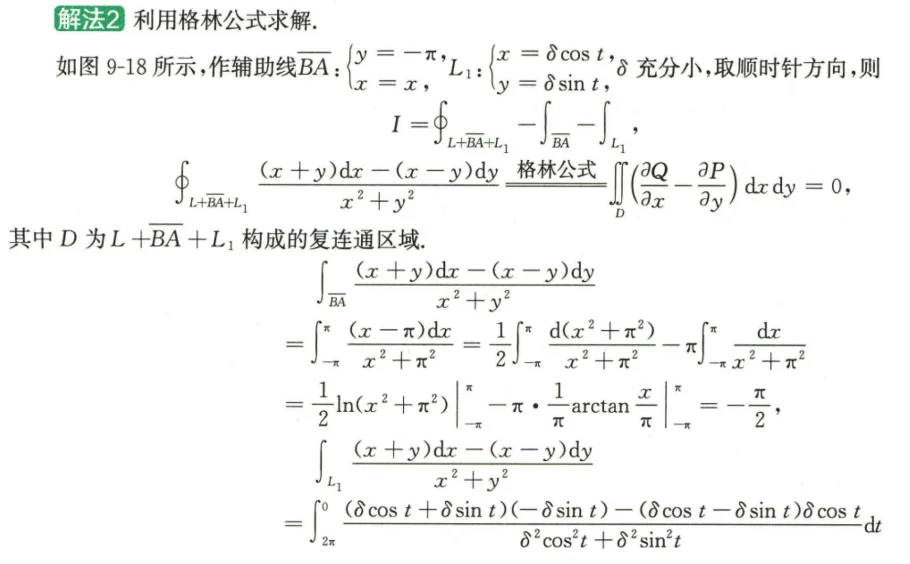 解法2 利用格林公式求解.
如图 9-18 所示,作辅助线$\overline{BA}:\begin{cases}y=-\pi,\\x=x,\end{cases}$ $L_1:\begin{cases}x=\delta\cos t,\\y=\delta\sin t,\end{cases}$ $\delta$ 充分小,取顺时针方向,则
$I=\oint_{L+\overline{BA}+L_1}-\int_{\overline{BA}}-\int_{L_1},$
$\oint_{L+\overline{BA}+L_1}\frac{(x+y)dx-(x-y)dy}{x^2+y^2}\xlongequal{格林公式}\iint_D\left(\frac{\partial Q}{\partial x}-\frac{\partial P}{\partial y}\right)dxdy=0,$
其中 $D$ 为 $L+\overline{BA}+L_1$ 构成的复连通区域.
$\int_{\overline{BA}}\frac{(x+y)dx-(x-y)dy}{x^2+y^2}$
$=\int_{-\pi}^{\pi}\frac{(x-\pi)dx}{x^2+\pi^2}=\frac{1}{2}\int_{-\pi}^{\pi}\frac{d(x^2+\pi^2)}{x^2+\pi^2}-\pi\int_{-\pi}^{\pi}\frac{dx}{x^2+\pi^2}$
$=\frac{1}{2}\ln(x^2+\pi^2)\Big|_{-\pi}^{\pi}-\pi\cdot\frac{1}{\pi}\arctan\frac{x}{\pi}\Big|_{-\pi}^{\pi}=-\frac{\pi}{2},$
$\int_{L_1}\frac{(x+y)dx-(x-y)dy}{x^2+y^2}$
$=\int_{2\pi}^{0}\frac{(\delta\cos t+\delta\sin t)(-\delta\sin t)-(\delta\cos t-\delta\sin t)\delta\cos t}{\delta^2\cos^2t+\delta^2\sin^2t}dt$